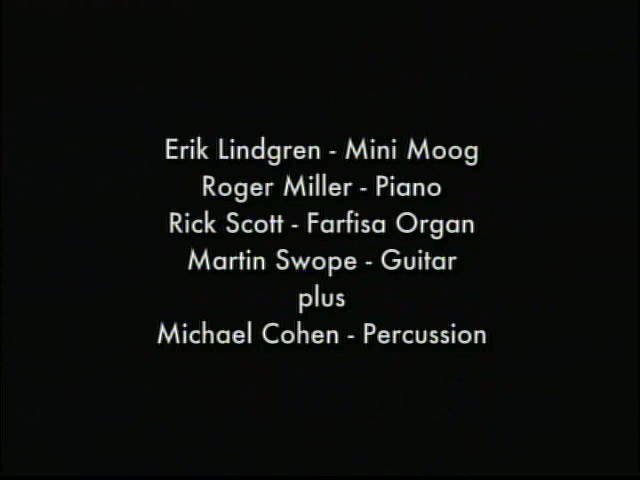 Erik Lindgren - Mini Moog
Roger Miller - Piano
Rick Scott - Farfisa Organ
Martin Swope - Guitar
plus
Michael Cohen - Percussion